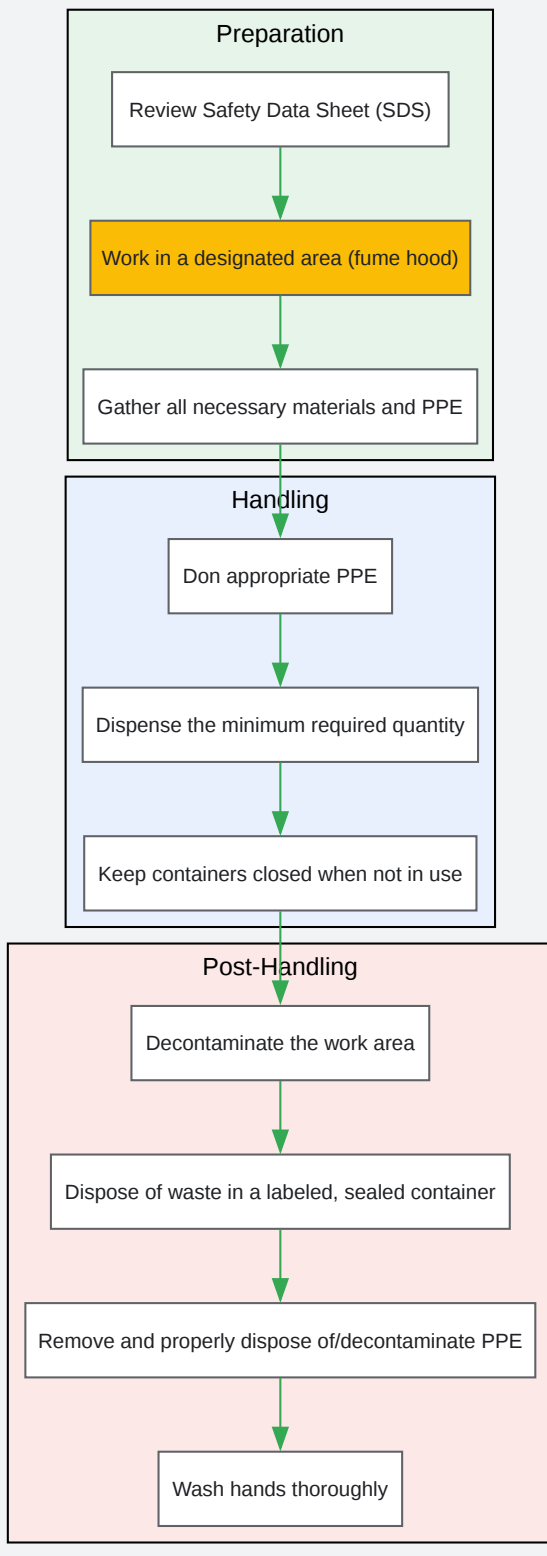 Preparation
Review Safety Data Sheet (SDS)
Work in a designated area (fume hood)
Gather all necessary materials and PPE
Handling
Don appropriate PPE
Dispense the minimum required quantity
Keep containers closed when not in use
Post-Handling
Decontaminate the work area
Dispose of waste in a labeled, sealed container
Remove and properly dispose of/decontaminate PPE
Wash hands thoroughly